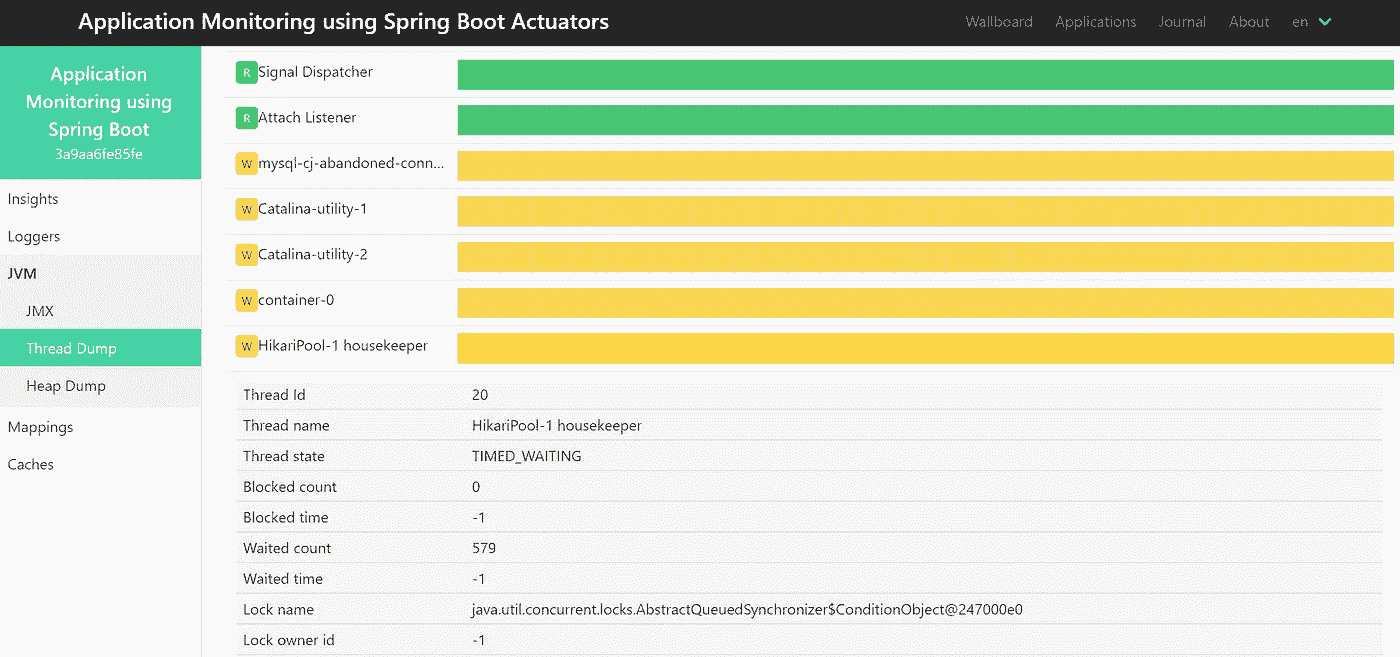 Application Monitoring using Spring Boot Actuators
Wallboard Applications Journal About en
Application
Monitoring using
Spring Boot
3a9aa6fe85fe
Insights
Loggers
JVM
JMX
Thread Dump
Heap Dump
Mappings
Caches
R Signal Dispatcher
R Attach Listener
W mysql-cj-abandoned-conn...
W Catalina-utility-1
W Catalina-utility-2
W container-0
W HikariPool-1 housekeeper
Thread Id 20
Thread name HikariPool-1 housekeeper
Thread state TIMED_WAITING
Blocked count 0
Blocked time -1
Waited count 579
Waited time -1
Lock name java.util.concurrent.locks.AbstractQueuedSynchronizer$ConditionObject@247000e0
Lock owner id -1